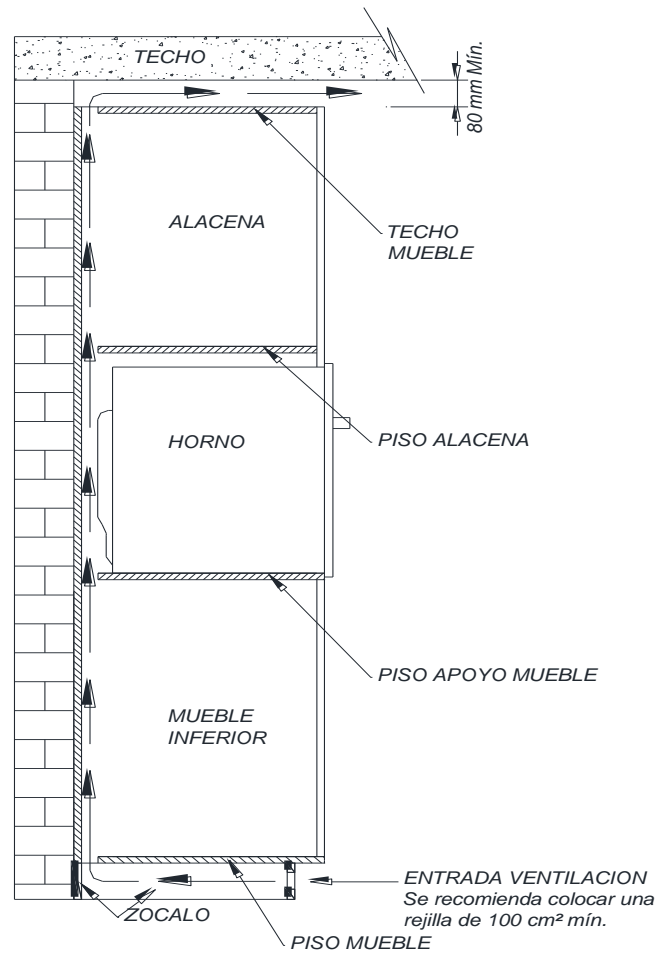 TECHO
80 mm Mín.
ALACENA
TECHO
MUEBLE
HORNO
PISO ALACENA
PISO APOYO MUEBLE
MUEBLE
INFERIOR
ENTRADA VENTILACION
Se recomienda colocar una
rejilla de 100 cm² mín.
ZOCALO
PISO MUEBLE